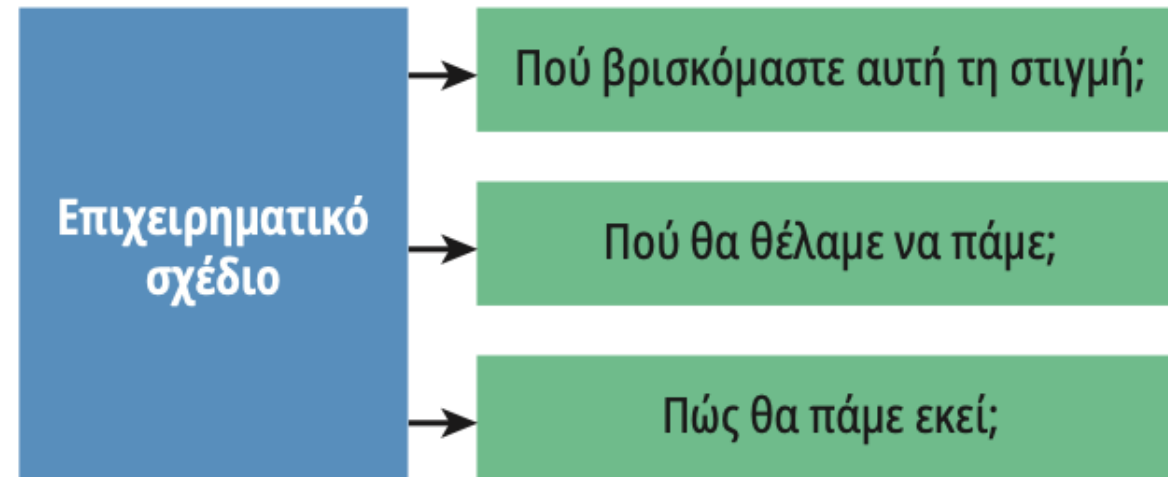 Επιχειρηματικό
σχέδιο
Πού βρισκόμαστε αυτή τη στιγμή;
Πού θα θέλαμε να πάμε;
Πώς θα πάμε εκεί;